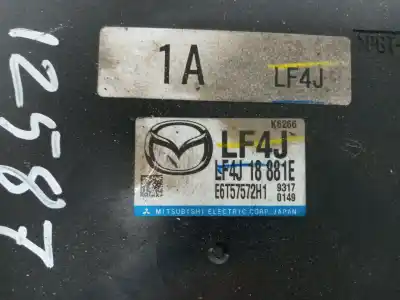 1A LF4J
K6266
LF4J
LF4J 18 881E
E6T57572H1 9317
0149
MITSUBISHI ELECTRIC CORP. JAPAN
12587